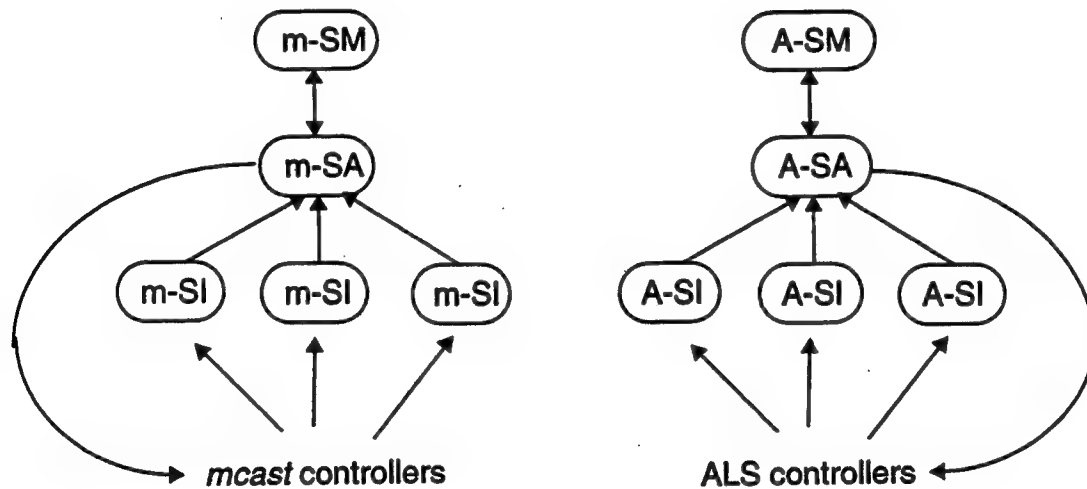 m-SM
A-SM
m-SA
A-SA
m-SI
m-SI
m-SI
A-SI
A-SI
A-SI
mcast controllers
ALS controllers